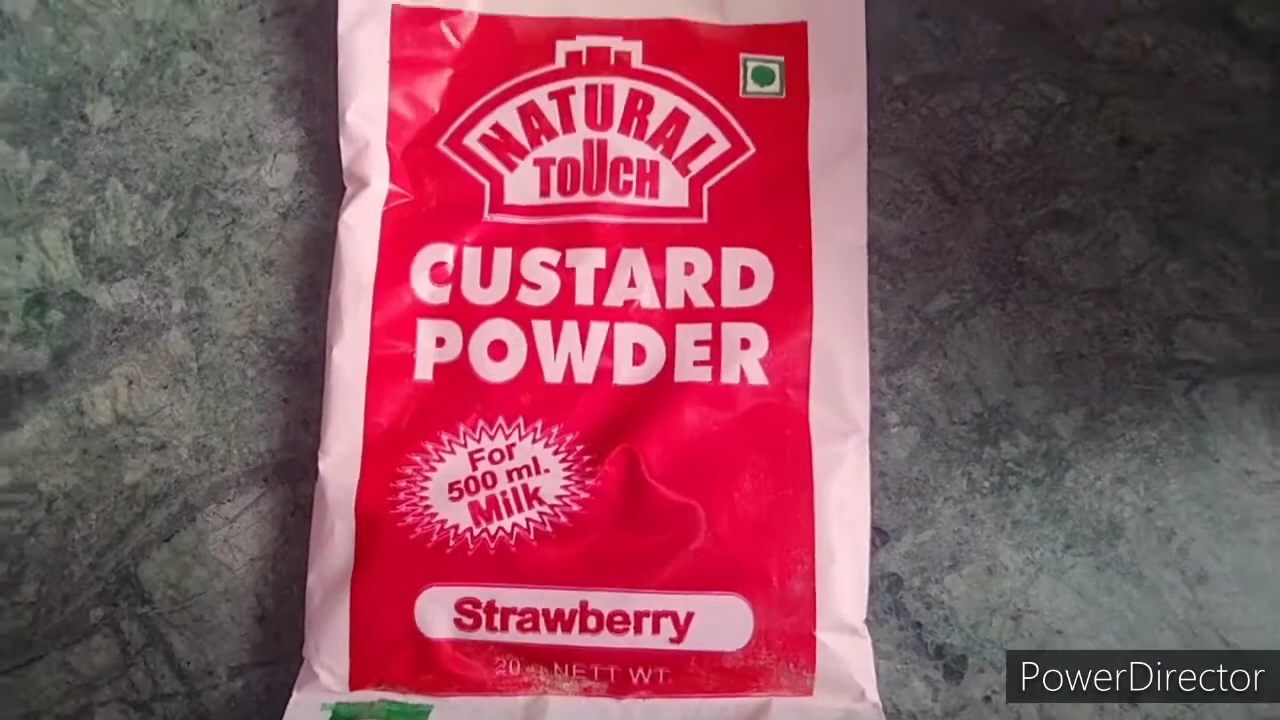 NATURAL
TOUCH
CUSTARD
POWDER
For
500 ml.
Milk
Strawberry
20 NETT WT.
PowerDirector